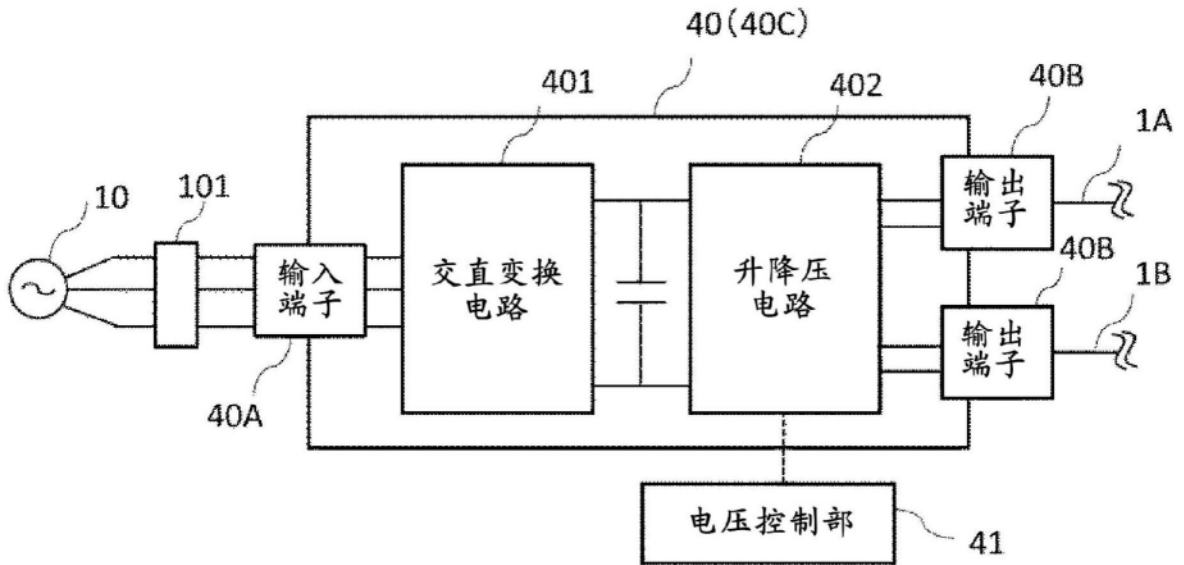 40(40C)
401
402
40B
1A
10
101
输入
端子
交直变换
电路
升降压
电路
输出
端子
40B
1B
输出
端子
40A
电压控制部
41